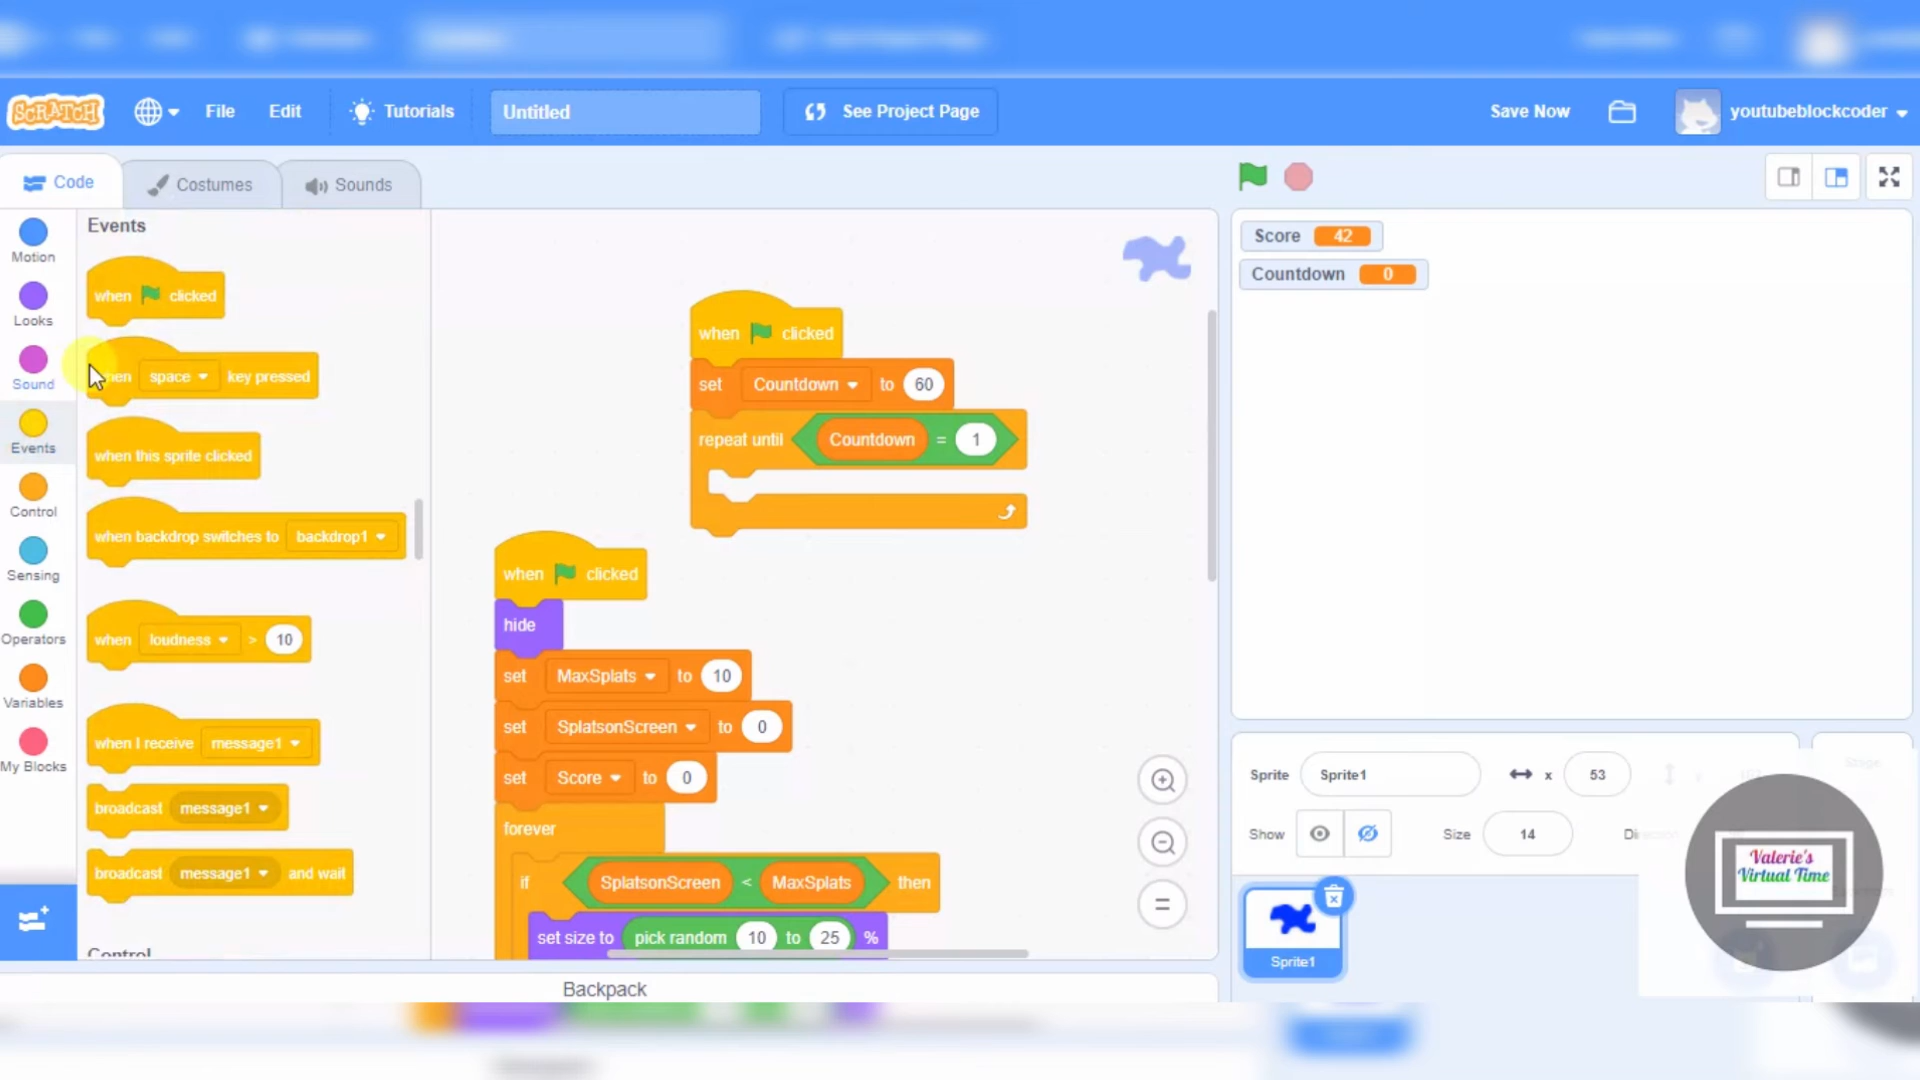 SCRATCH
File
Edit
Tutorials
Untitled
See Project Page
Save Now
youtubeblockcoder
Code
Costumes
Sounds
Motion
Looks
Sound
Events
Control
Sensing
Operators
Variables
My Blocks
Events
when clicked
when space key pressed
when this sprite clicked
when backdrop switches to backdrop1
when loudness > 10
when I receive message1
broadcast message1
broadcast message1 and wait
Control
when clicked
set Countdown to 60
repeat until Countdown = 1
when clicked
hide
set MaxSplats to 10
set SplatsonScreen to 0
set Score to 0
forever
if SplatsonScreen < MaxSplats then
set size to pick random 10 to 25 %
Backpack
Score 42
Countdown 0
Sprite Sprite1 x 53
Show Size 14
Sprite1
Stage
Valerie's
Virtual Time